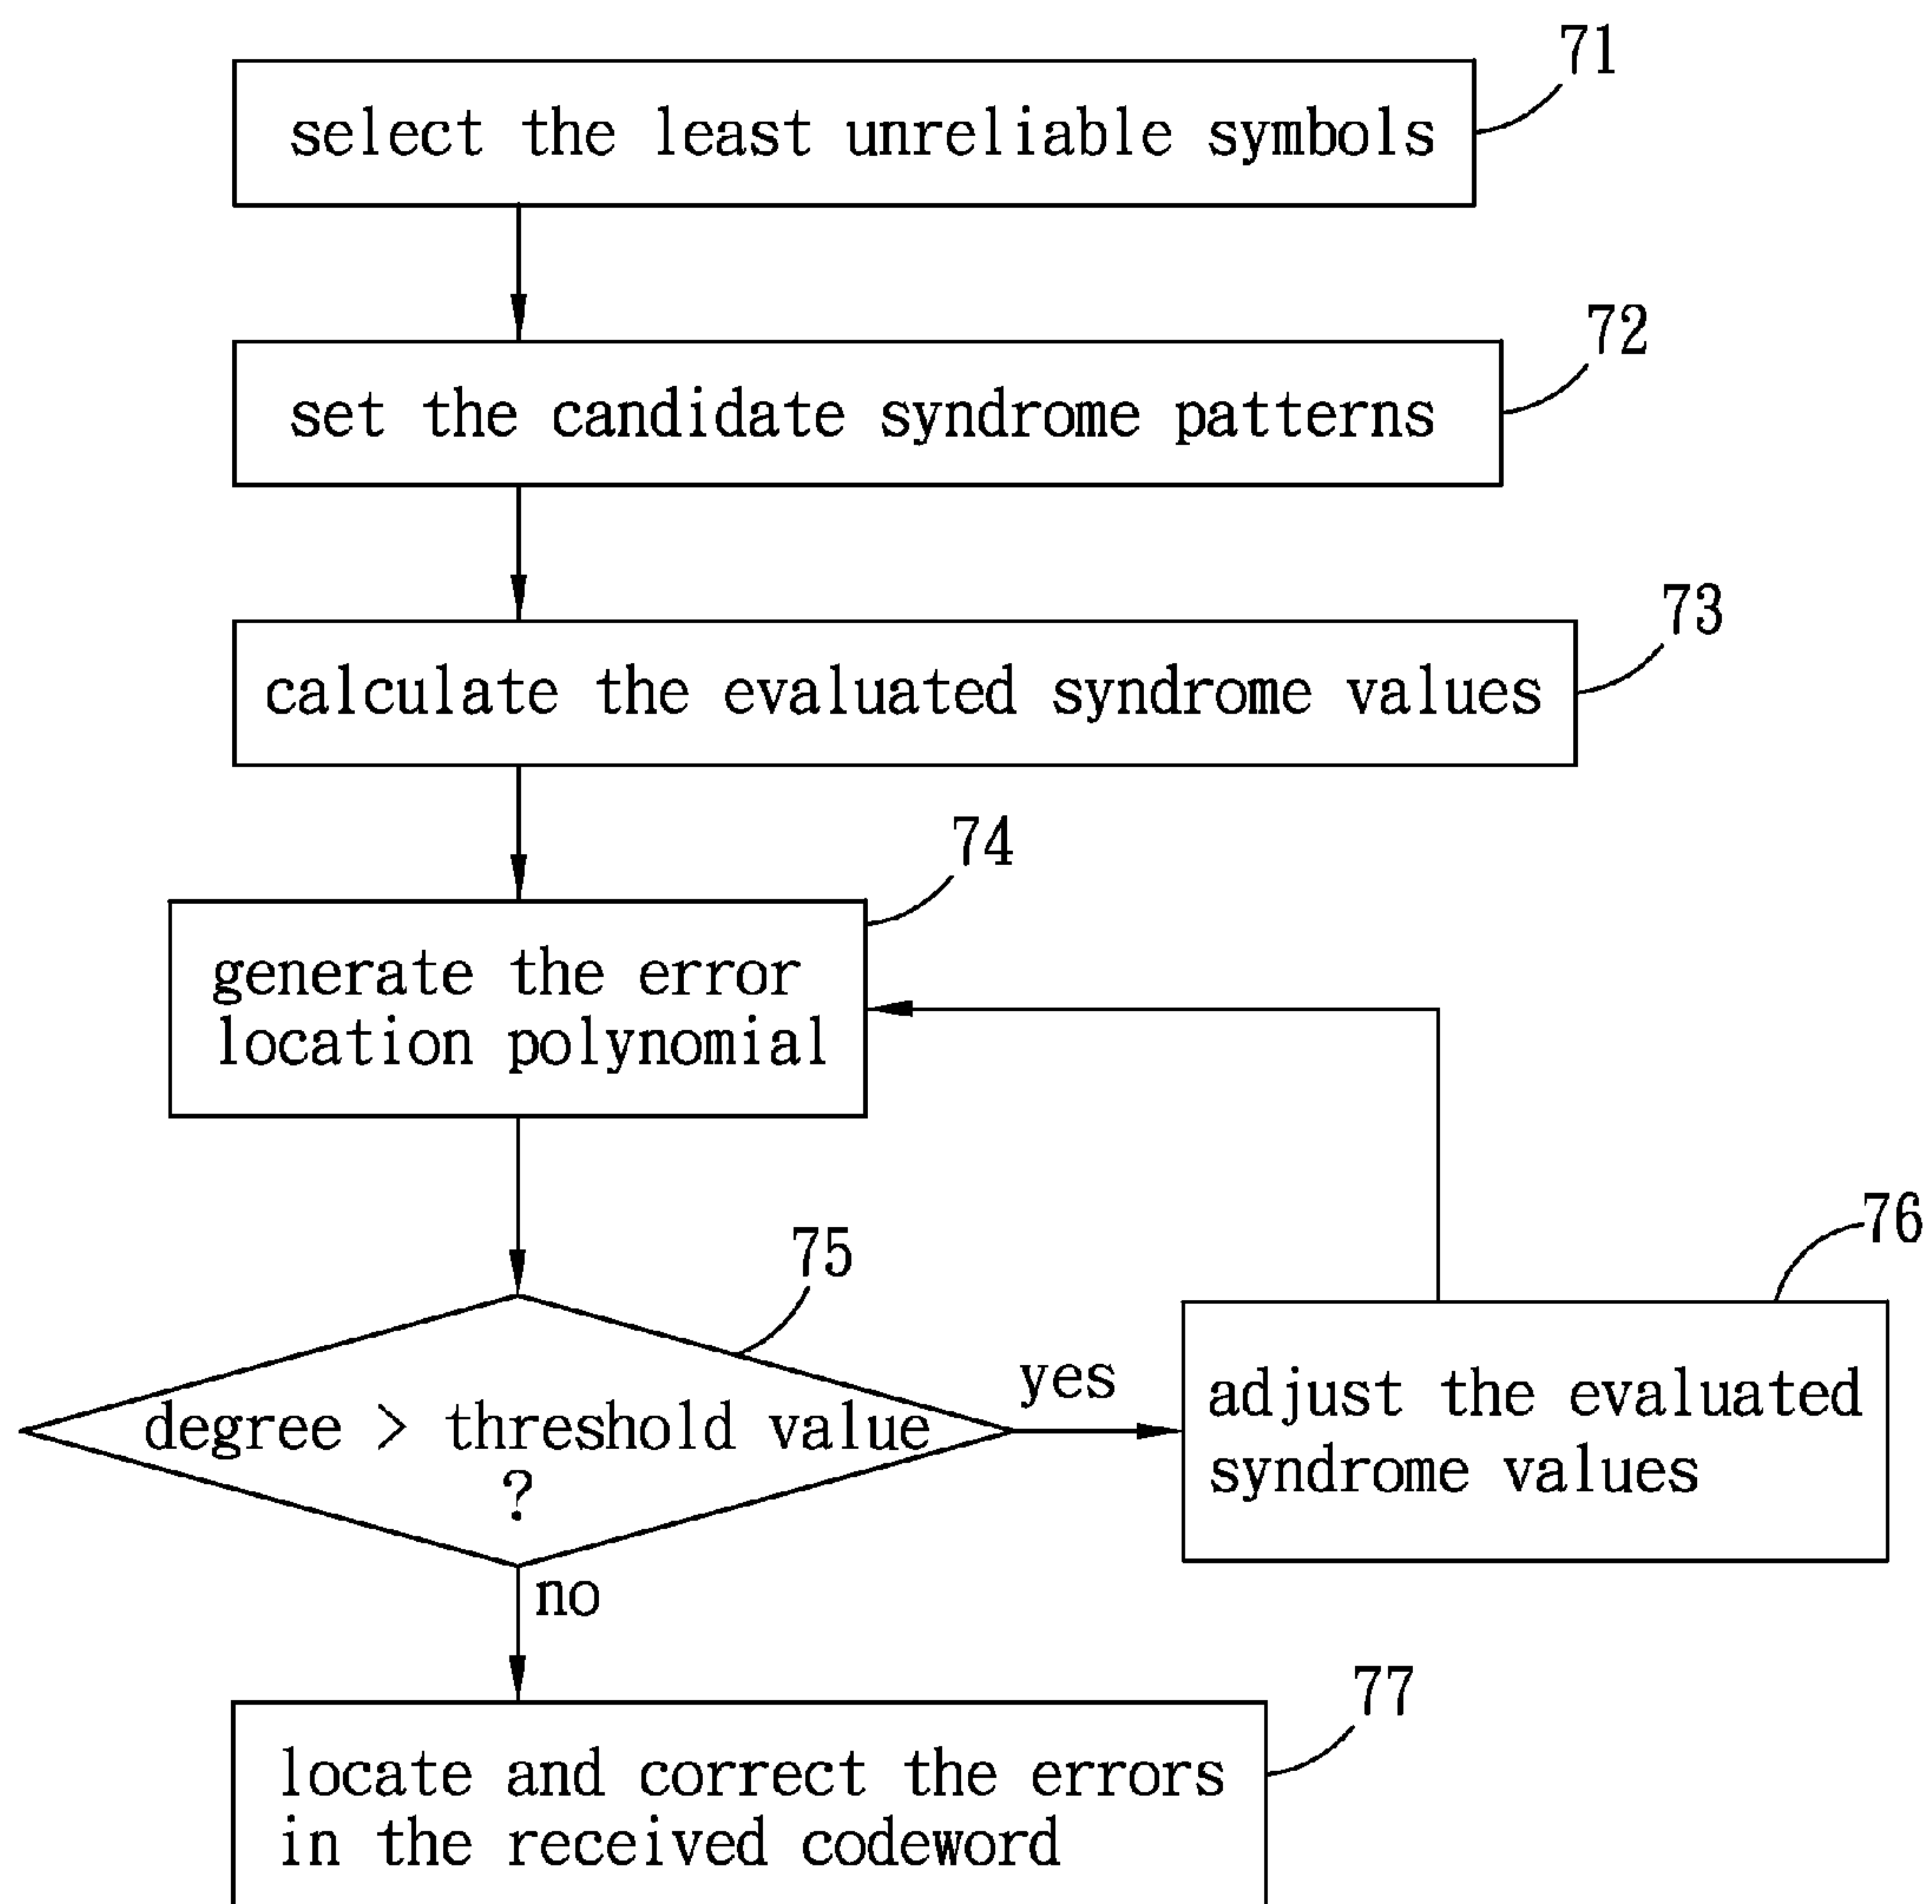 71
select the least unreliable symbols
72
set the candidate syndrome patterns
73
calculate the evaluated syndrome values
74
generate the error
location polynomial
75
degree > threshold value
?
yes
76
adjust the evaluated
syndrome values
no
77
locate and correct the errors
in the received codeword